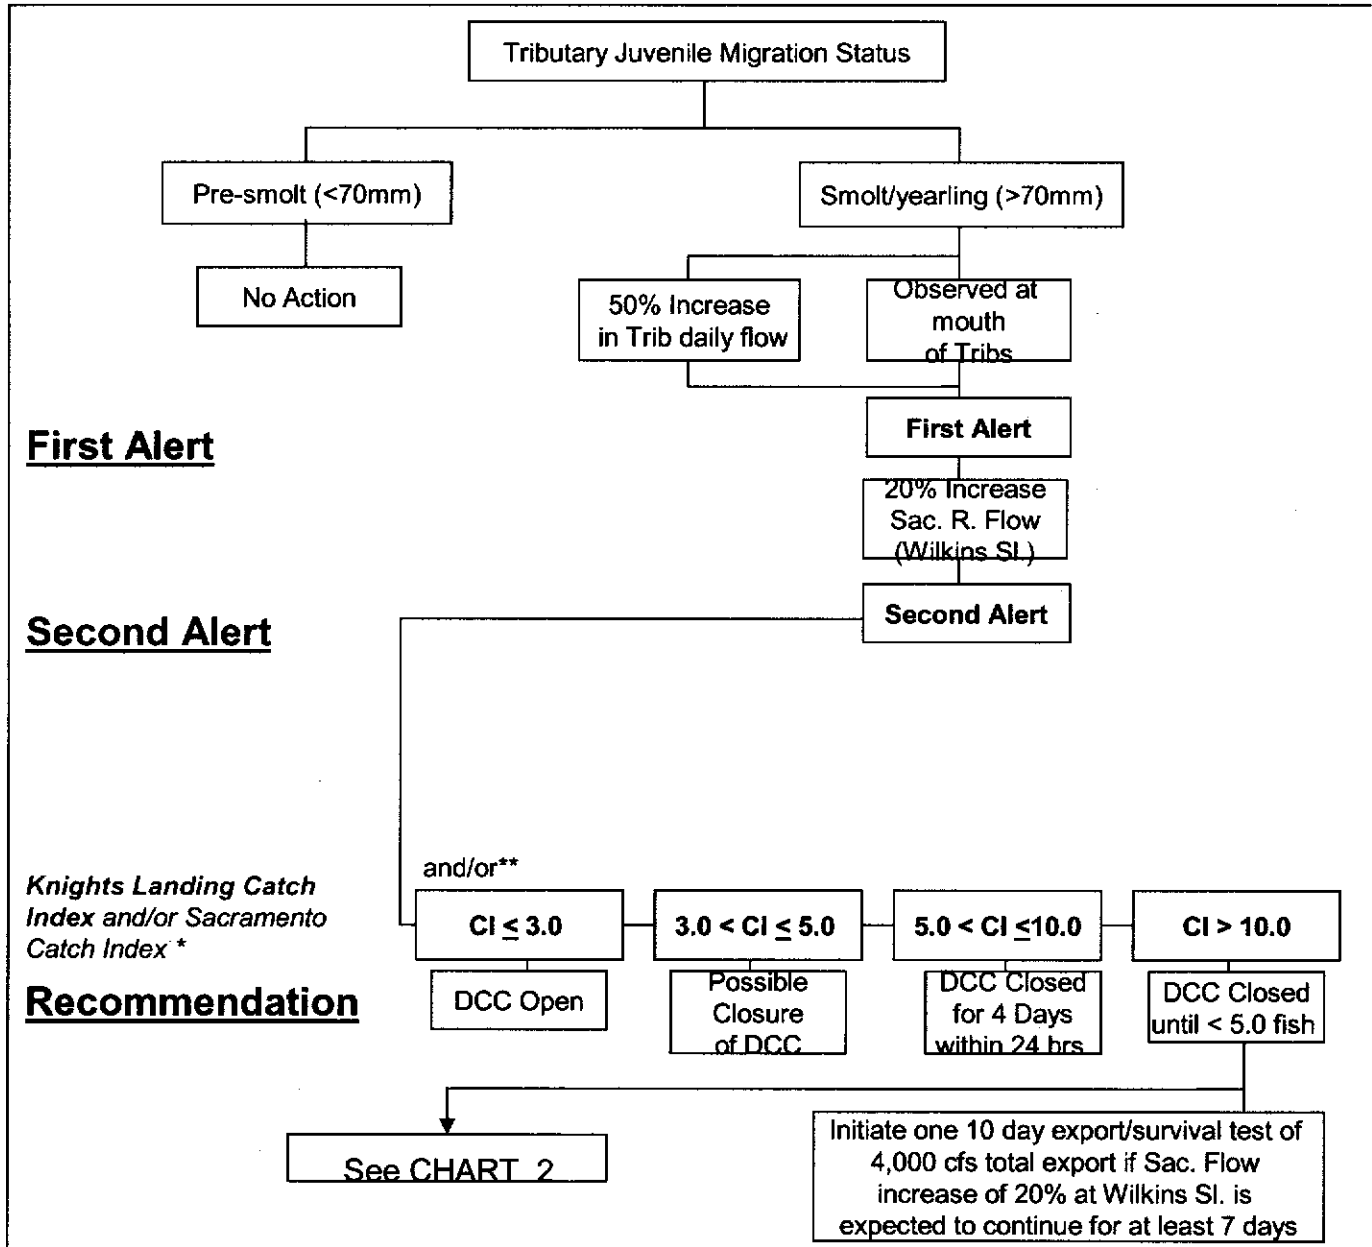 Tributary Juvenile Migration Status
Pre-smolt (<70mm)
Smolt/yearling (>70mm)
No Action
50% Increase
in Trib daily flow
Observed at
mouth
of Tribs
First Alert
First Alert
20% Increase
Sac. R. Flow
(Wilkins Sl.)
Second Alert
Second Alert
and/or**
Knights Landing Catch
Index and/or Sacramento
Catch Index *
CI ≤ 3.0
3.0 < CI ≤ 5.0
5.0 < CI ≤10.0
CI > 10.0
Recommendation
DCC Open
Possible
Closure
of DCC
DCC Closed
for 4 Days
within 24 hrs
DCC Closed
until < 5.0 fish
See CHART 2
Initiate one 10 day export/survival test of
4,000 cfs total export if Sac. Flow
increase of 20% at Wilkins Sl. is
expected to continue for at least 7 days